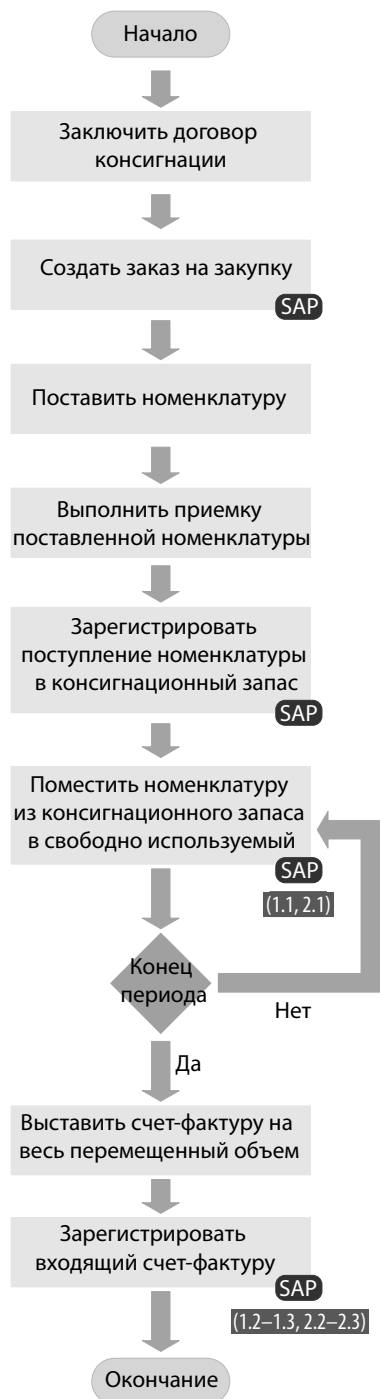 Начало
Заключить договор
консигнации
Создать заказ на закупку
SAP
Поставить номенклатуру
Выполнить приемку
поставленной номенклатуры
Зарегистрировать
поступление номенклатуры
в консигнационный запас
SAP
Поместить номенклатуру
из консигнационного запаса
в свободно используемый
SAP
(1.1, 2.1)
Конец
периода
Нет
Да
Выставить счет-фактуру на
весь перемещенный объем
Зарегистрировать
входящий счет-фактуру
SAP
(1.2–1.3, 2.2–2.3)
Окончание